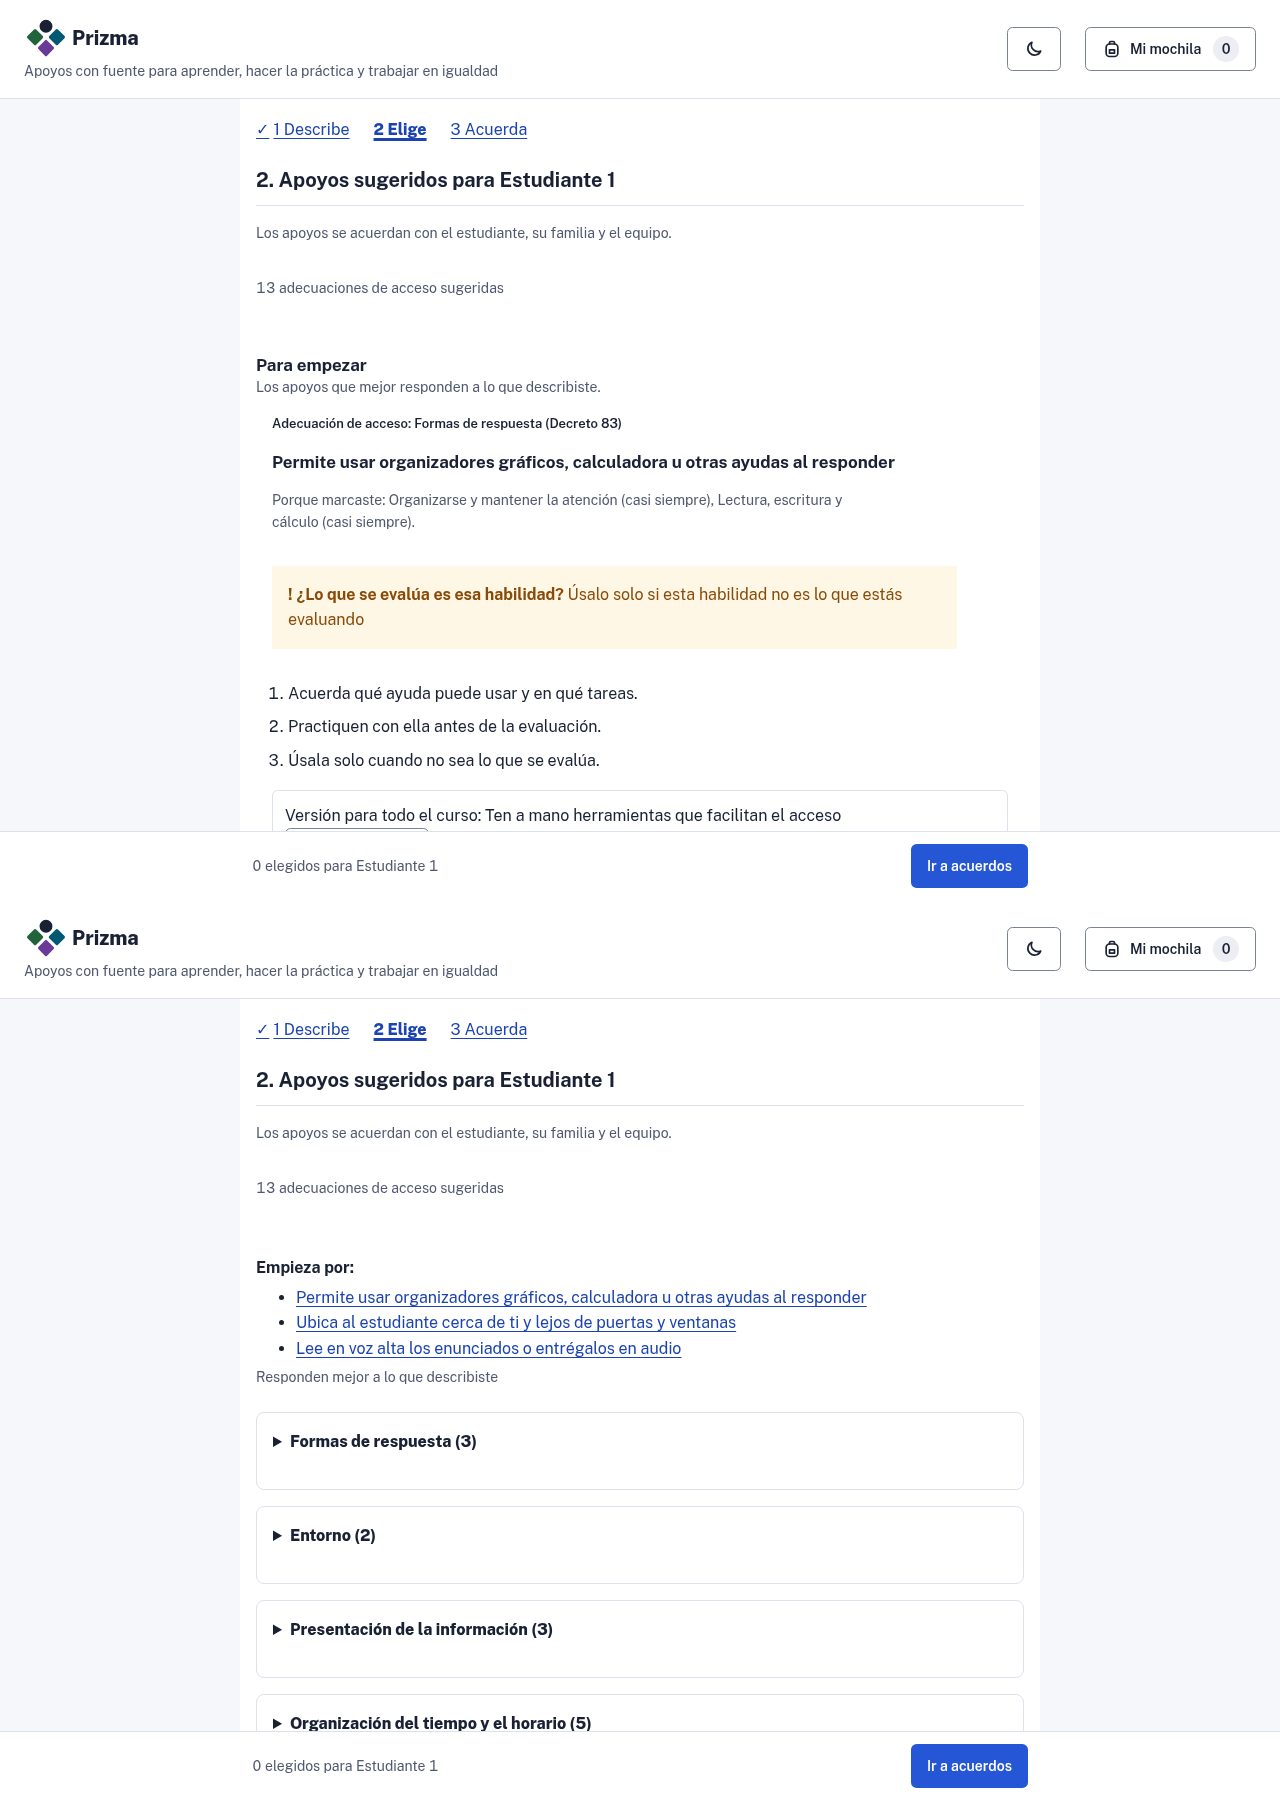 Prizma
Apoyos con fuente para aprender, hacer la práctica y trabajar en igualdad
Mi mochila 0
✓ 1 Describe 2 Elige 3 Acuerda
2. Apoyos sugeridos para Estudiante 1
Los apoyos se acuerdan con el estudiante, su familia y el equipo.
13 adecuaciones de acceso sugeridas
Para empezar
Los apoyos que mejor responden a lo que describiste.
Adecuación de acceso: Formas de respuesta (Decreto 83)
Permite usar organizadores gráficos, calculadora u otras ayudas al responder
Porque marcaste: Organizarse y mantener la atención (casi siempre), Lectura, escritura y
cálculo (casi siempre).
! ¿Lo que se evalúa es esa habilidad? Úsalo solo si esta habilidad no es lo que estás
evaluando
1. Acuerda qué ayuda puede usar y en qué tareas.
2. Practiquen con ella antes de la evaluación.
3. Úsala solo cuando no sea lo que se evalúa.
Versión para todo el curso: Ten a mano herramientas que facilitan el acceso
0 elegidos para Estudiante 1
Ir a acuerdos
Prizma
Apoyos con fuente para aprender, hacer la práctica y trabajar en igualdad
Mi mochila 0
✓ 1 Describe 2 Elige 3 Acuerda
2. Apoyos sugeridos para Estudiante 1
Los apoyos se acuerdan con el estudiante, su familia y el equipo.
13 adecuaciones de acceso sugeridas
Empieza por:
• Permite usar organizadores gráficos, calculadora u otras ayudas al responder
• Ubica al estudiante cerca de ti y lejos de puertas y ventanas
• Lee en voz alta los enunciados o entrégalos en audio
Responden mejor a lo que describiste
Formas de respuesta (3)
Entorno (2)
Presentación de la información (3)
Organización del tiempo y el horario (5)
0 elegidos para Estudiante 1
Ir a acuerdos